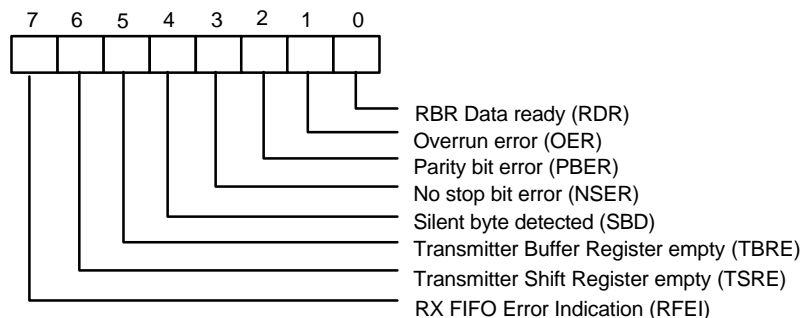 7 6 5 4 3 2 1 0
RBR Data ready (RDR)
Overrun error (OER)
Parity bit error (PBER)
No stop bit error (NSER)
Silent byte detected (SBD)
Transmitter Buffer Register empty (TBRE)
Transmitter Shift Register empty (TSRE)
RX FIFO Error Indication (RFEI)